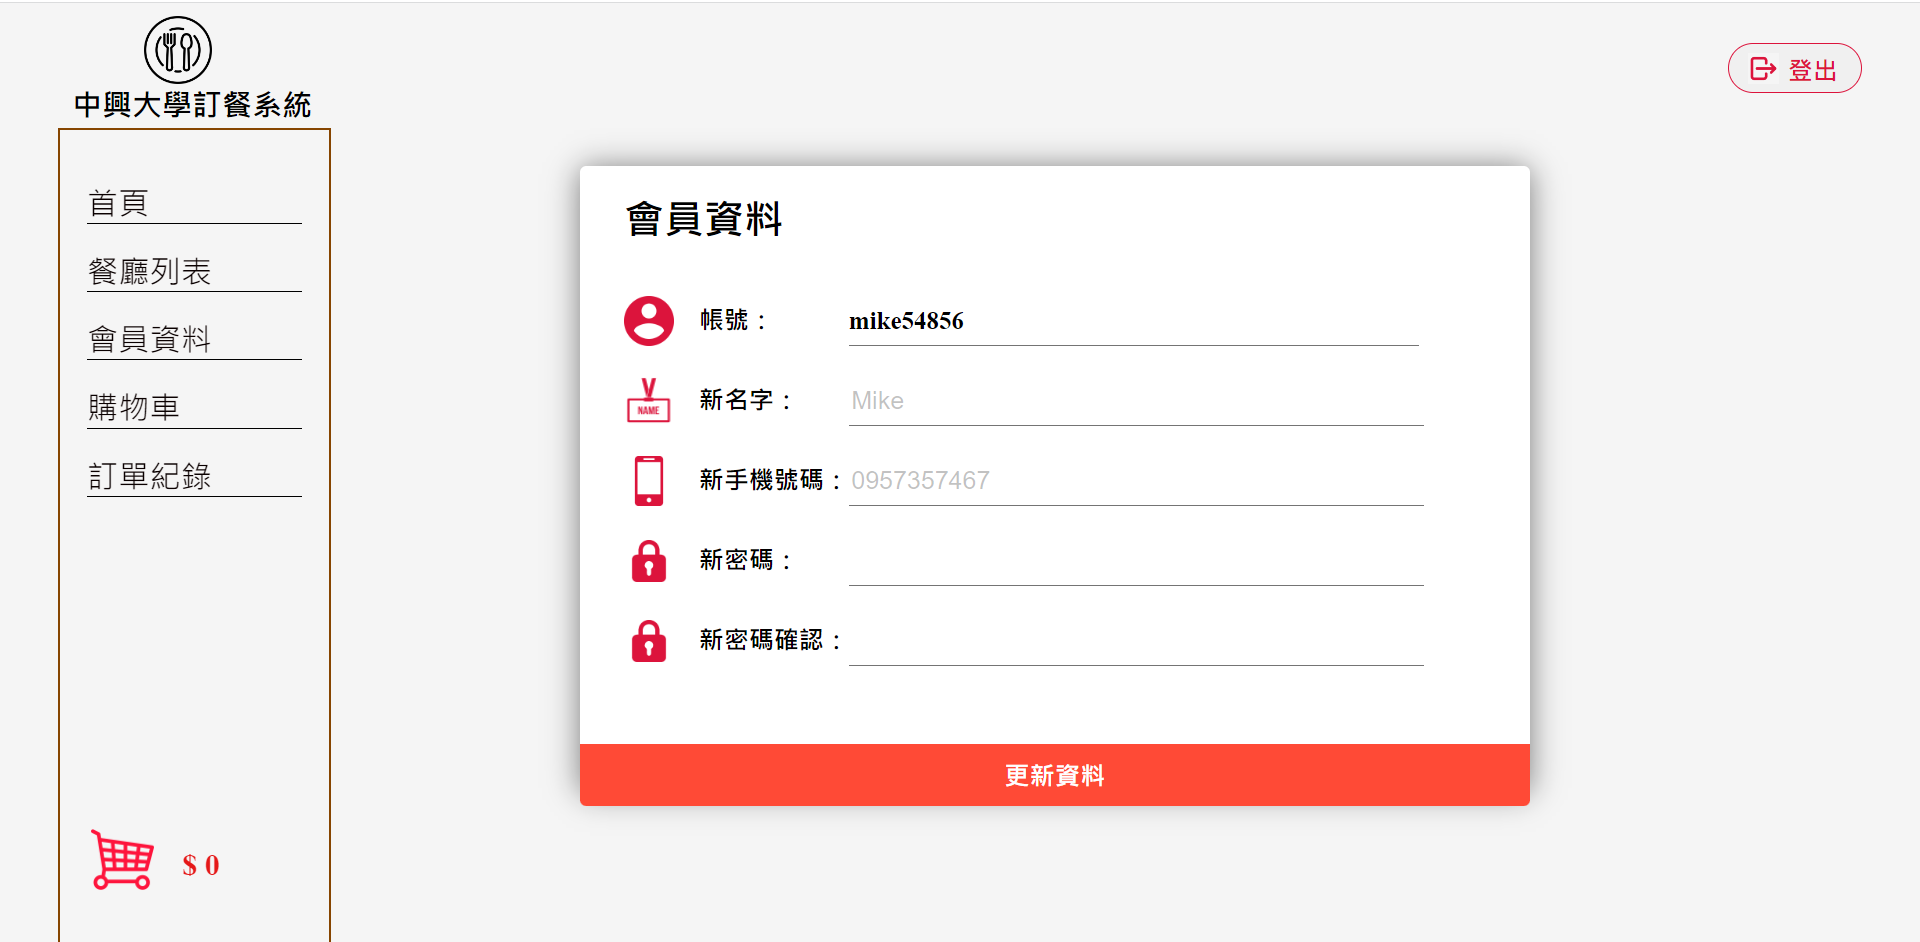 中興大學訂餐系統
登出
首頁
餐廳列表
會員資料
購物車
訂單紀錄
$ 0
會員資料
帳號：
mike54856
NAME
新名字：
Mike
新手機號碼：
0957357467
新密碼：
新密碼確認：
更新資料